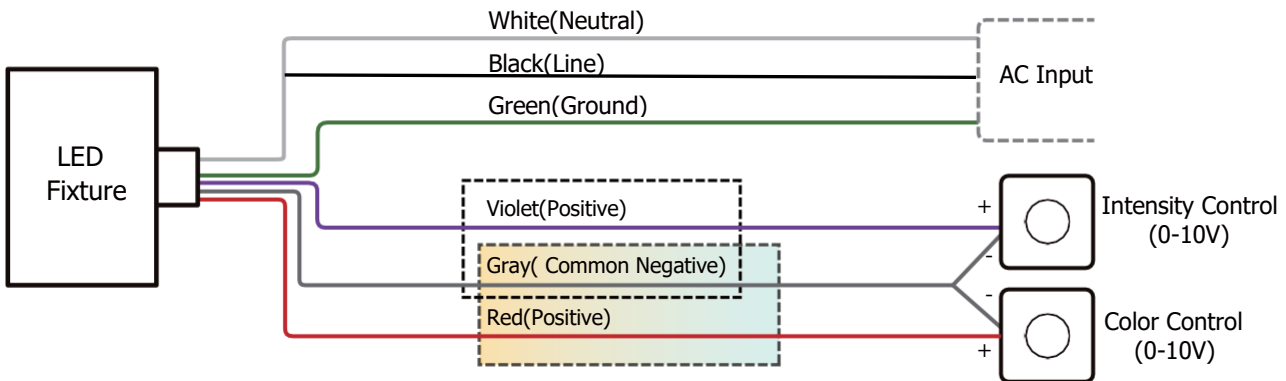 White(Neutral)
Black(Line)
AC Input
Green(Ground)
LED
Fixture
Violet(Positive)
+
Intensity Control
(0-10V)
-
Gray( Common Negative)
-
Red(Positive)
Color Control
+
(0-10V)